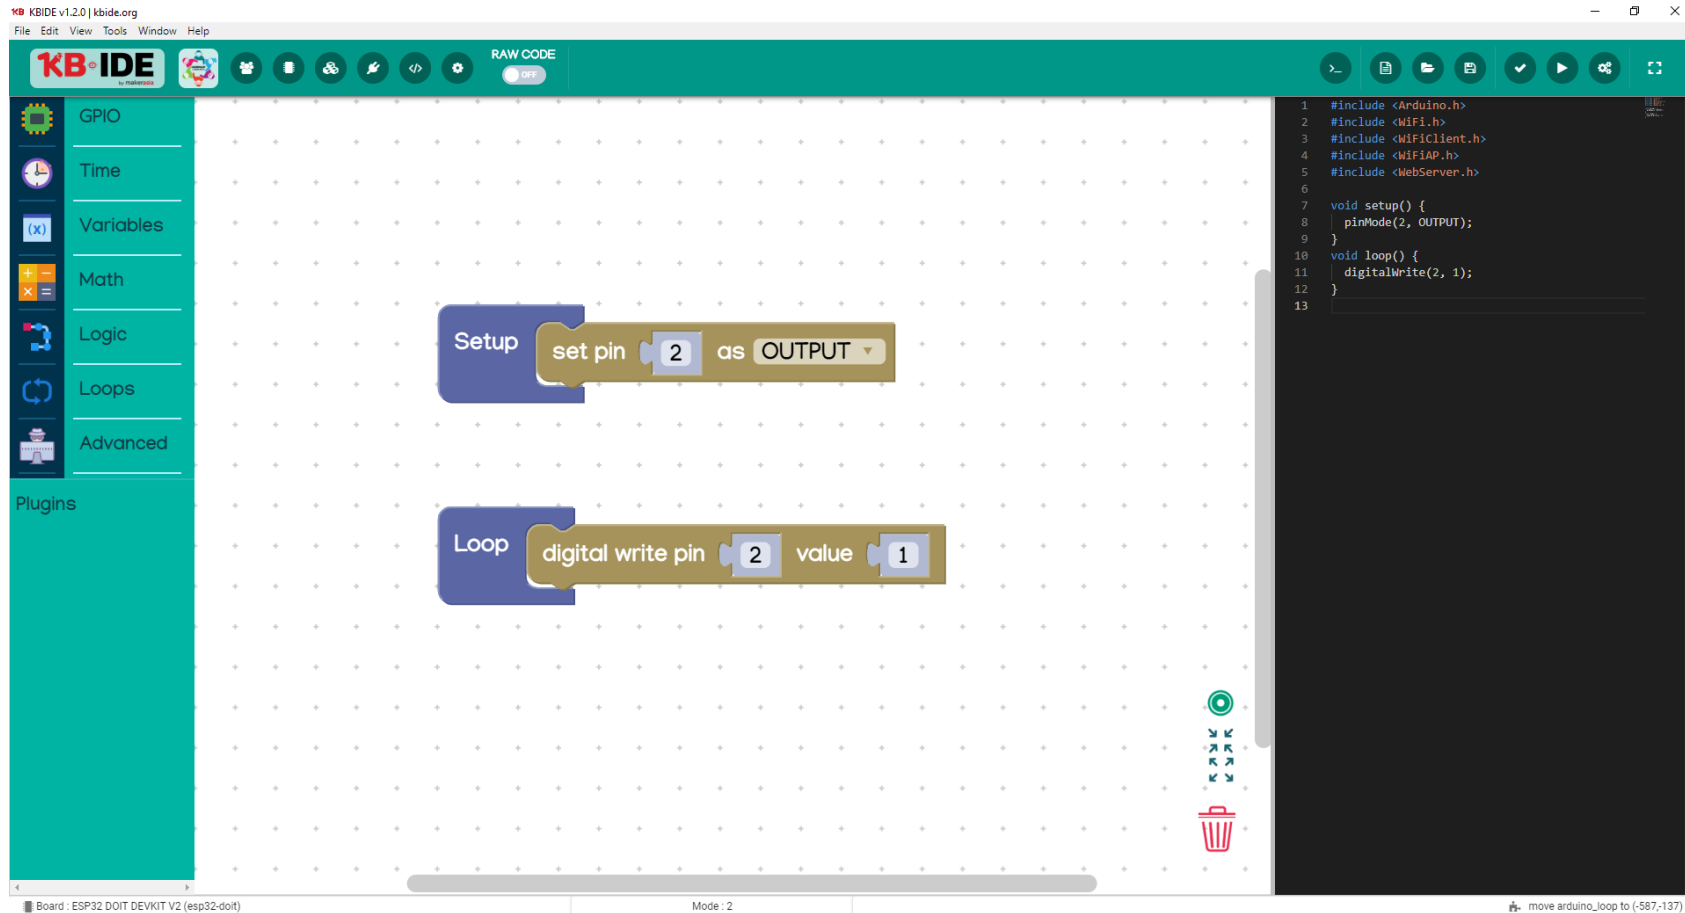 KB KBIDE v1.2.0 | kbide.org
File Edit View Tools Window Help
KB IDE
by makerasia
RAW CODE
OFF
GPIO
Time
Variables
Math
Logic
Loops
Advanced
Plugins
Setup set pin 2 as OUTPUT
Loop digital write pin 2 value 1
1 #include <Arduino.h>
2 #include <WiFi.h>
3 #include <WiFiClient.h>
4 #include <WiFiAP.h>
5 #include <WebServer.h>
6
7 void setup() {
8 pinMode(2, OUTPUT);
9 }
10 void loop() {
11 digitalWrite(2, 1);
12 }
13
Board : ESP32 DOIT DEVKIT V2 (esp32-doit)
Mode : 2
move arduino_loop to (-587,-137)